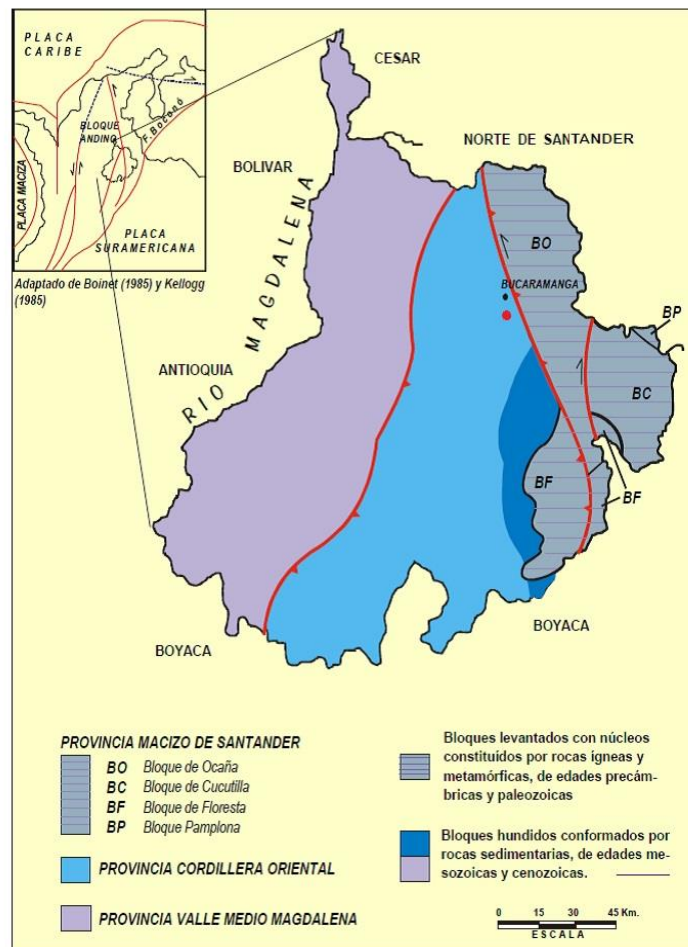 PLACA
CARIBE
BLOQUE
ANDINO
F. Boconó
PLACA MACIZA
PLACA
SURAMERICANA
Adaptado de Boinet (1985) y Kellogg
(1985)
CESAR
NORTE DE SANTANDER
BOLIVAR
RIO MAGDALENA
BO
BUCARAMANGA
BP
ANTIOQUIA
BC
BF
BF
BF
BOYACA
BOYACA
PROVINCIA MACIZO DE SANTANDER
BO Bloque de Ocaña
BC Bloque de Cucutilla
BF Bloque de Floresta
BP Bloque Pamplona
PROVINCIA CORDILLERA ORIENTAL
PROVINCIA VALLE MEDIO MAGDALENA
Bloques levantados con núcleos
constituídos por rocas igneas y
metamórficas, de edades precám-
bricas y paleozoicas
Bloques hundidos conformados por
rocas sedimentarias, de edades me-
sozoicas y cenozoicas.
0 15 30 45 Km.
ESCALA